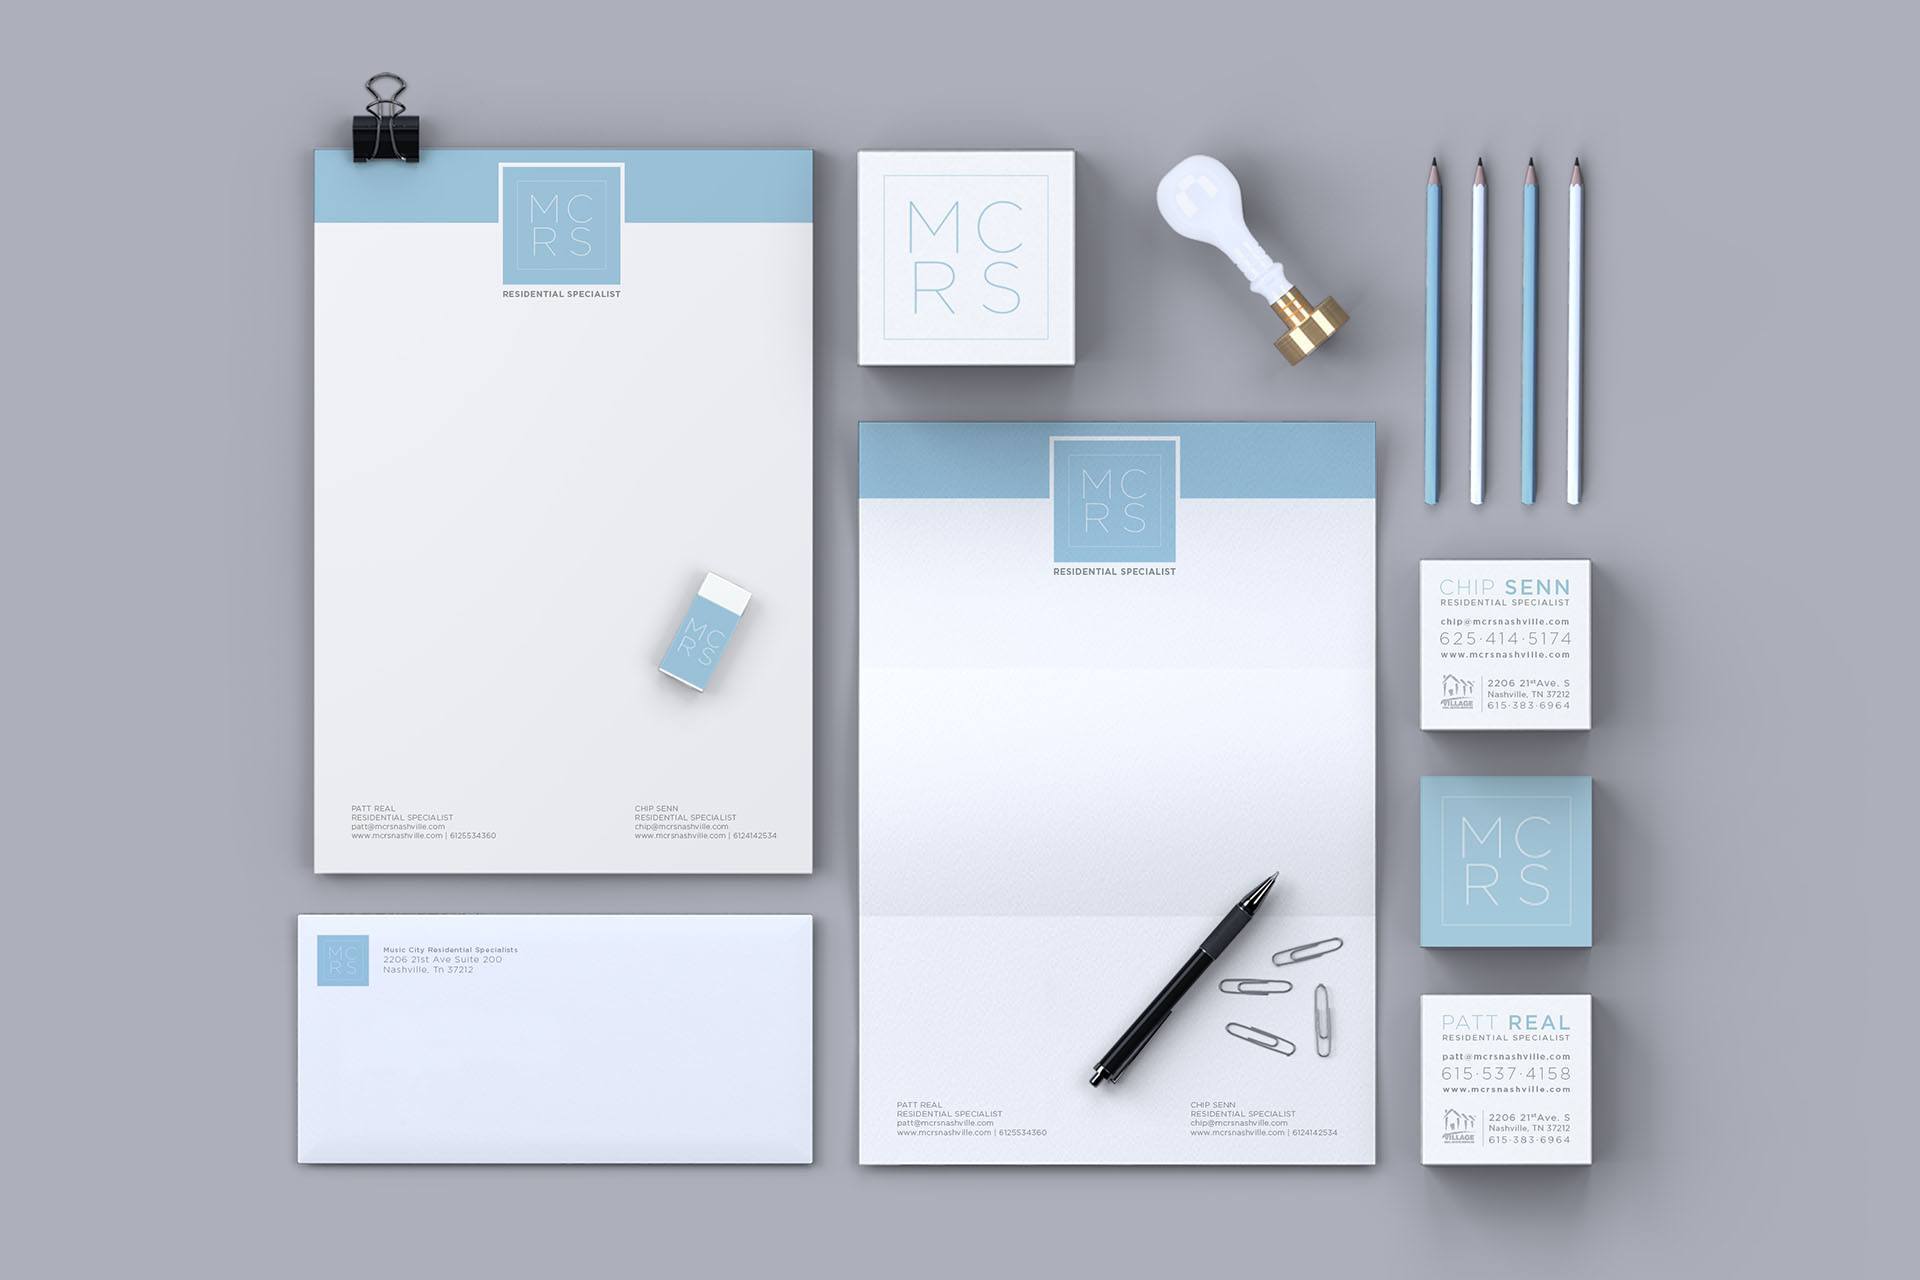 MC
RS
RESIDENTIAL SPECIALIST
MC
RS
PATT REAL
RESIDENTIAL SPECIALIST
patt@mcrsnashville.com
www.mcrsnashville.com | 6125534360
CHIP SENN
RESIDENTIAL SPECIALIST
chip@mcrsnashville.com
www.mcrsnashville.com | 6124142534
MC
RS
Music City Residential Specialists
2206 21st Ave Suite 200
Nashville, Tn 37212
MC
RS
MC
RS
RESIDENTIAL SPECIALIST
PATT REAL
RESIDENTIAL SPECIALIST
patt@mcrsnashville.com
www.mcrsnashville.com | 6125534360
CHIP SENN
RESIDENTIAL SPECIALIST
chip@mcrsnashville.com
www.mcrsnashville.com | 6124142534
CHIP SENN
RESIDENTIAL SPECIALIST
chip@mcrsnashville.com
625·414·5174
www.mcrsnashville.com
VILLAGE
2206 21st Ave. S
Nashville, TN 37212
615·383·6964
MC
RS
PATT REAL
RESIDENTIAL SPECIALIST
patt@mcrsnashville.com
615·537·4158
www.mcrsnashville.com
VILLAGE
2206 21st Ave. S
Nashville, TN 37212
615·383·6964